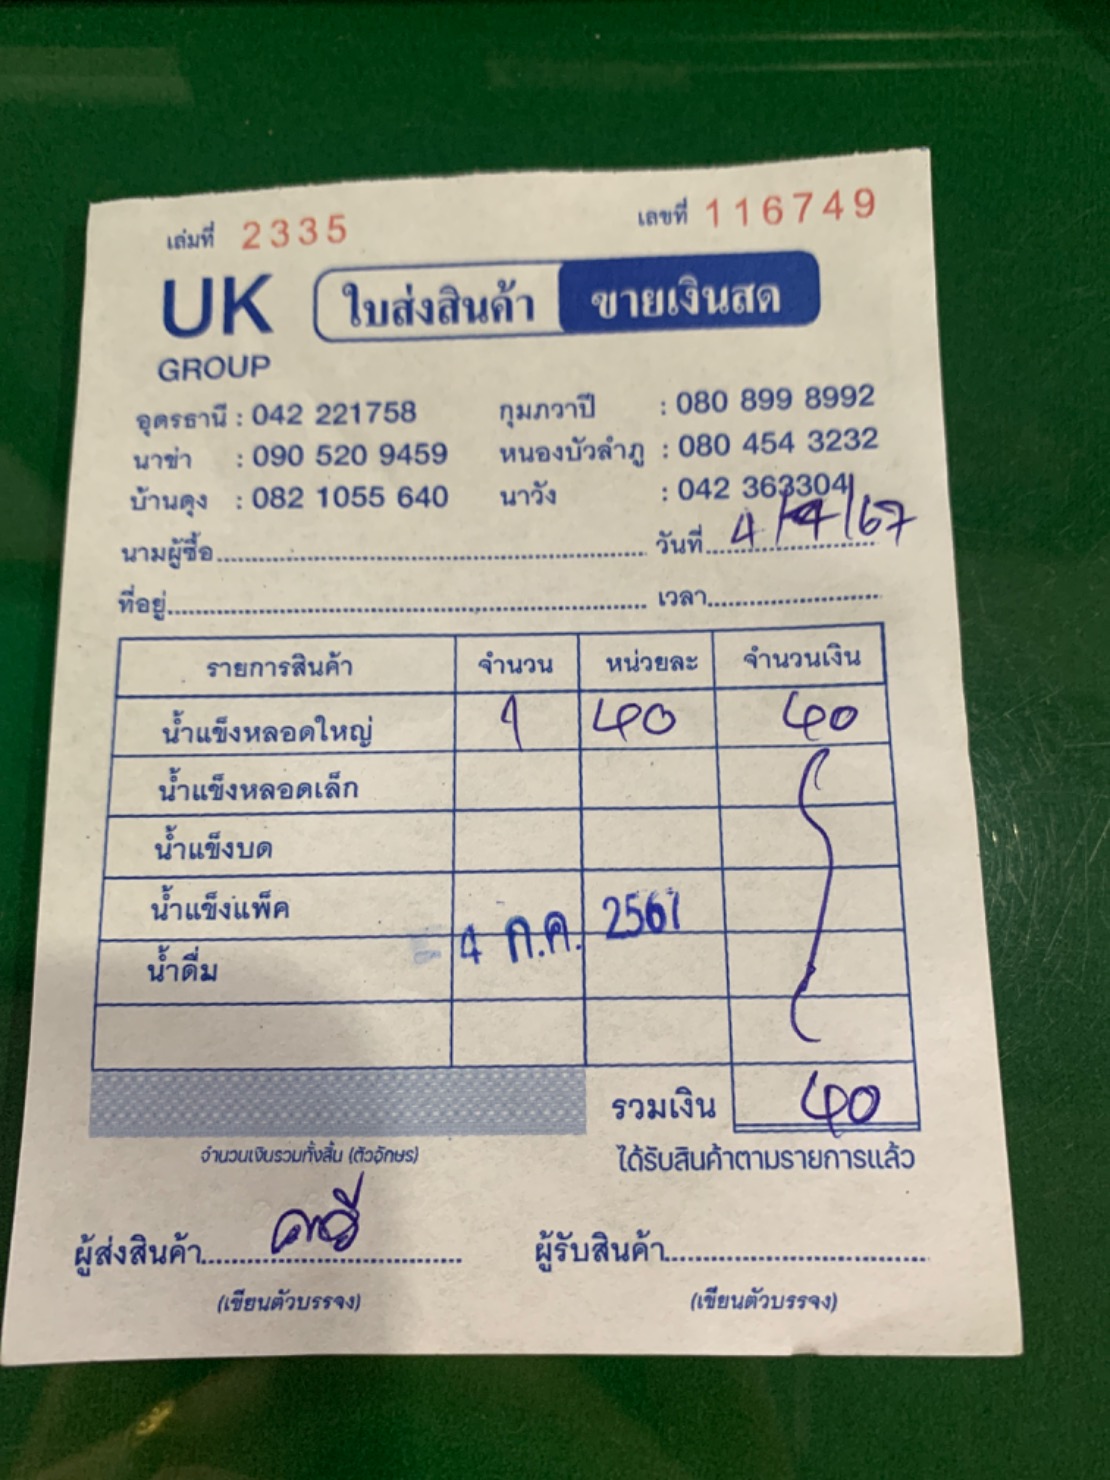 เล่มที่ 2335 เลขที่ 116749
UK ใบส่งสินค้า ขายเงินสด
GROUP
อุดรธานี : 042 221758 กุมภวาปี : 080 899 8992
นาข่า : 090 520 9459 หนองบัวลำภู : 080 454 3232
บ้านดุง : 082 1055 640 นาวัง : 042 363304
นามผู้ซื้อ วันที่ 4/4/67
ที่อยู่ เวลา
รายการสินค้า จำนวน หน่วยละ จำนวนเงิน
น้ำแข็งหลอดใหญ่ 1 40 40
น้ำแข็งหลอดเล็ก
น้ำแข็งบด
น้ำแข็งแพ็ค
4 ก.ค. 2567
น้ำดื่ม
รวมเงิน 40
จำนวนเงินรวมทั้งสิ้น (ตัวอักษร) ได้รับสินค้าตามรายการแล้ว
ผู้ส่งสินค้า ผู้รับสินค้า
(เขียนตัวบรรจง) (เขียนตัวบรรจง)